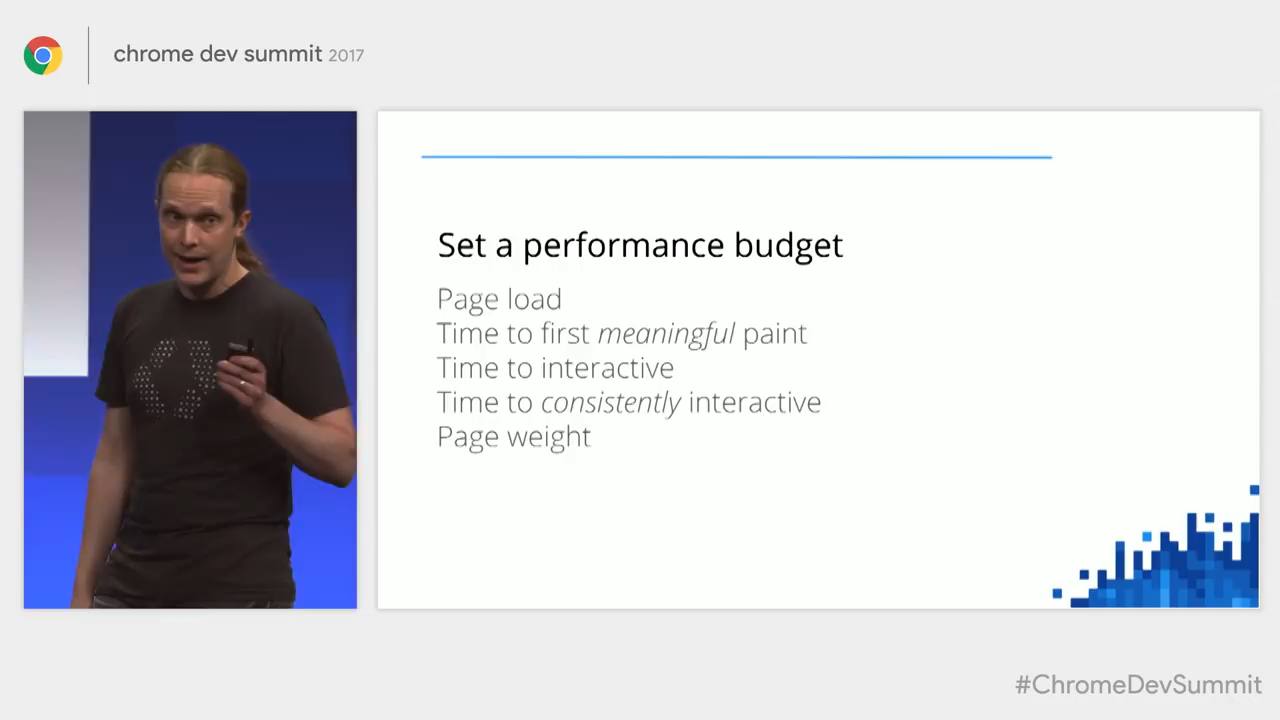 chrome dev summit 2017
Set a performance budget
Page load
Time to first meaningful paint
Time to interactive
Time to consistently interactive
Page weight
#ChromeDevSummit